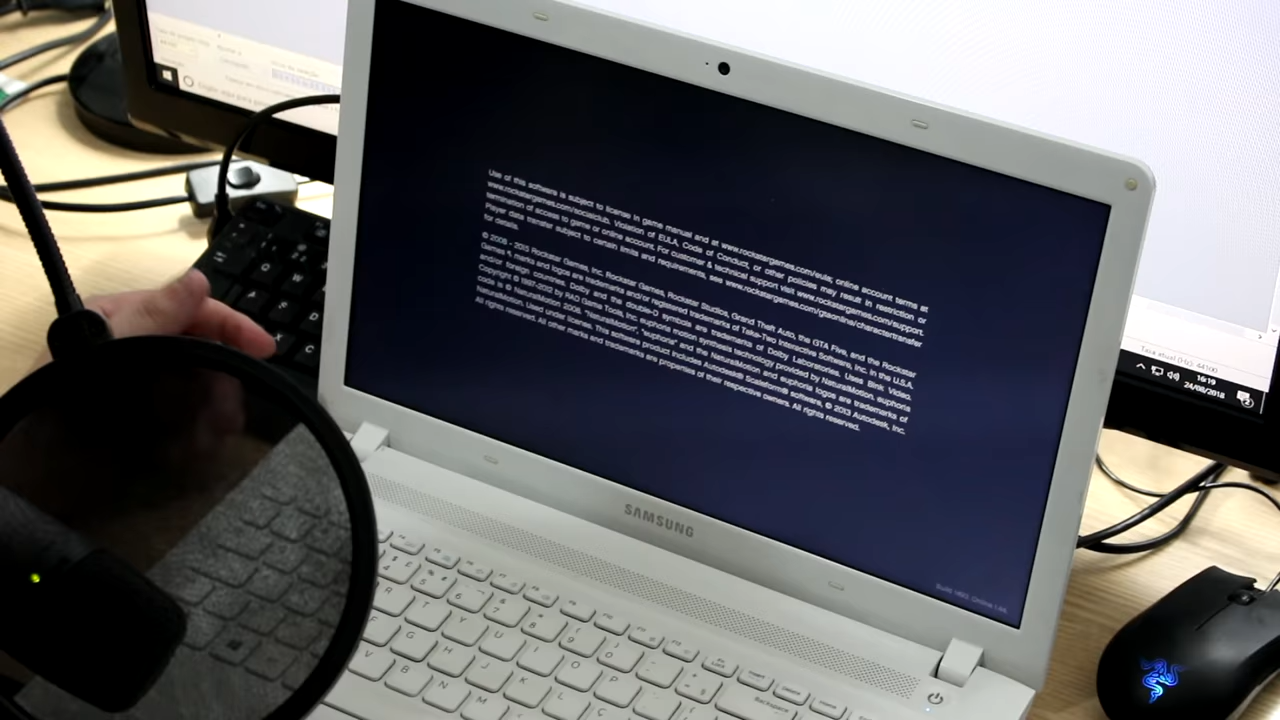 Use of this software is subject to license in game manual and at www.rockstargames.com/eula; online account terms at
www.rockstargames.com/socialclub. Violation of EULA, Code of Conduct, or other policies may result in restriction or
termination of access to game or online account. For customer & technical support visit www.rockstargames.com/support.
Player data transfer subject to certain limits and requirements, see www.rockstargames.com/gtaonline/charactertransfer
for details.
© 2008 - 2015 Rockstar Games, Inc. Rockstar Games, Rockstar Studios, Grand Theft Auto, the GTA Five, and the Rockstar
Games marks and logos are trademarks and/or registered trademarks of Take-Two Interactive Software, Inc. in the U.S.A.
and/or foreign countries. Dolby and the double-D symbols are trademarks of Dolby Laboratories. Uses Bink Video.
Copyright © 1997-2012 by RAD Game Tools, Inc. euphoria motion synthesis technology provided by NaturalMotion. euphoria
code is © NaturalMotion 2008. "NaturalMotion", "euphoria" and the NaturalMotion and euphoria logos are trademarks of
NaturalMotion. Used under license. This software product includes Autodesk® Scaleform® software, © 2013 Autodesk, Inc.
All rights reserved. All other marks and trademarks are properties of their respective owners. All rights reserved.
SAMSUNG
16:19
24/08/2018